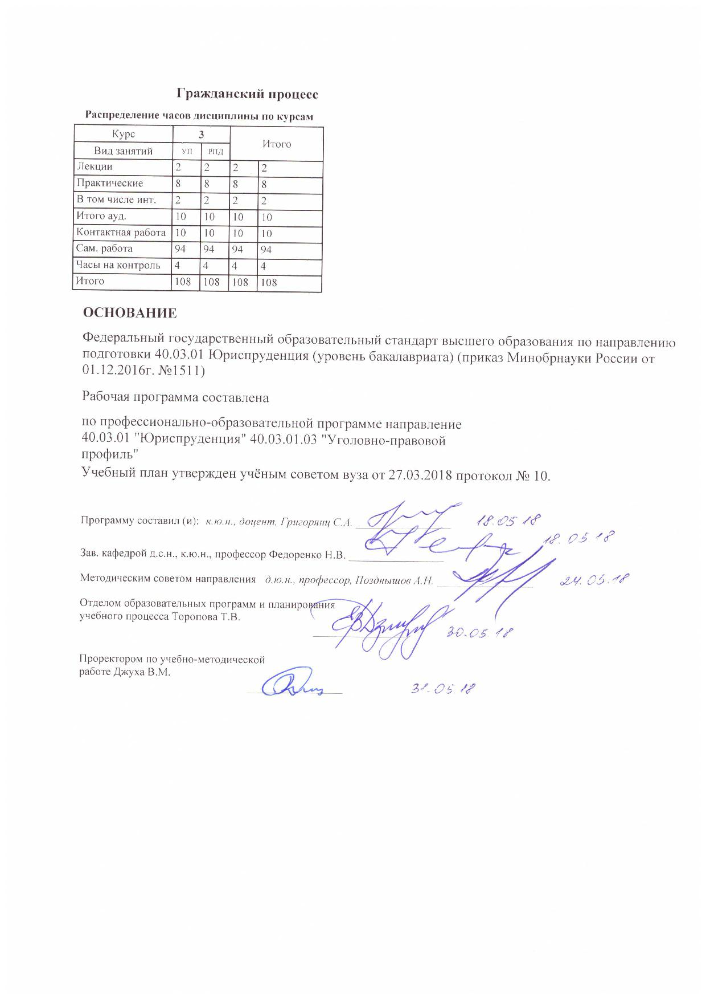 Гражданский процесс
Распределение часов дисциплины по курсам
Курс 3 Итого
Вид занятий УП РПД
Лекции 2 2 2 2
Практические 8 8 8 8
В том числе инт. 2 2 2 2
Итого ауд. 10 10 10 10
Контактная работа 10 10 10 10
Сам. работа 94 94 94 94
Часы на контроль 4 4 4 4
Итого 108 108 108 108
ОСНОВАНИЕ
Федеральный государственный образовательный стандарт высшего образования по направлению
подготовки 40.03.01 Юриспруденция (уровень бакалавриата) (приказ Минобрнауки России от
01.12.2016г. №1511)
Рабочая программа составлена
по профессионально-образовательной программе направление
40.03.01 "Юриспруденция" 40.03.01.03 "Уголовно-правовой
профиль"
Учебный план утвержден учёным советом вуза от 27.03.2018 протокол № 10.
Программу составил (и): к.ю.н., доцент, Григорянц С.А. 18.05 18
18. 05 18
Зав. кафедрой д.с.н., к.ю.н., профессор Федоренко Н.В.
Методическим советом направления д.ю.н., профессор, Позднышов А.Н. 24. 05.18
Отделом образовательных программ и планирования
учебного процесса Торопова Т.В.
30.05 18
Проректором по учебно-методической
работе Джуха В.М.
31.05 18